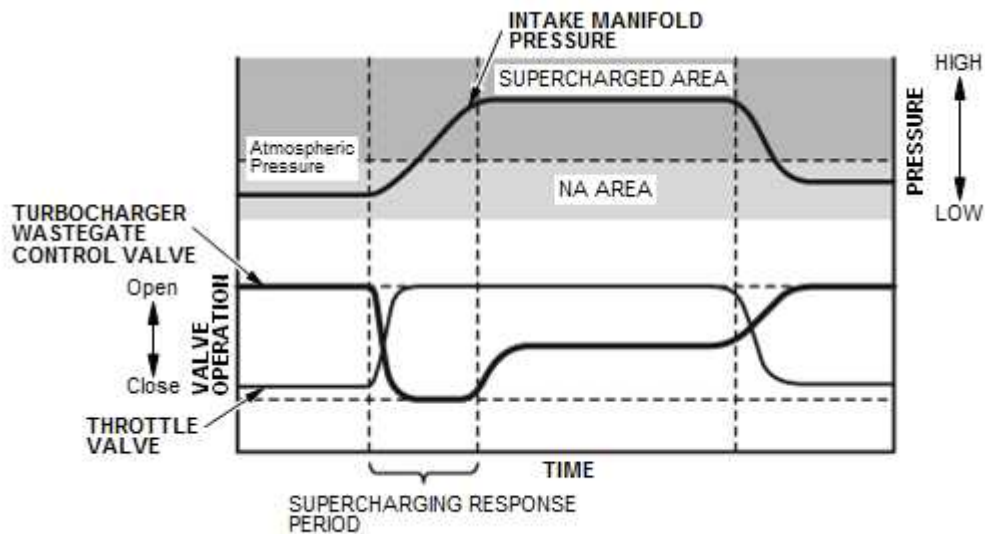 INTAKE MANIFOLD
PRESSURE
SUPERCHARGED AREA
HIGH
PRESSURE
LOW
Atmospheric
Pressure
NA AREA
TURBOCHARGER
WASTEGATE
CONTROL VALVE
Open
Close
VALVE
OPERATION
THROTTLE
VALVE
TIME
SUPERCHARGING RESPONSE
PERIOD